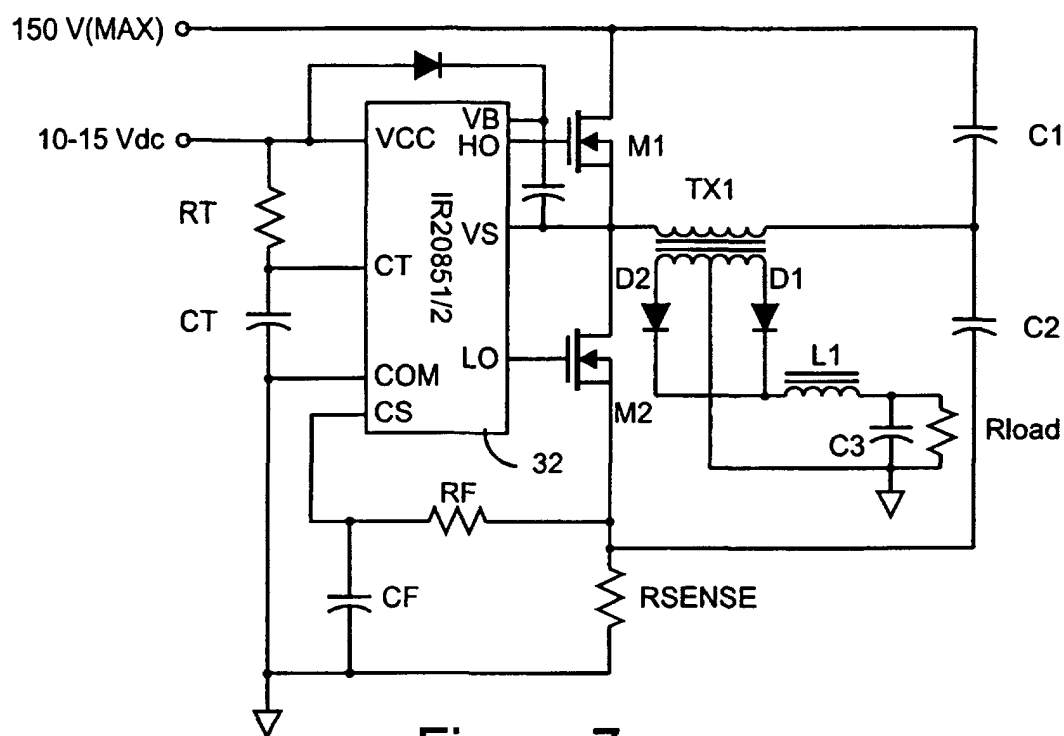 150 V(MAX)
10-15 Vdc
VCC
VB
HO
M1
C1
TX1
RT
IR20851/2
VS
CT
D2
D1
CT
C2
LO
L1
COM
CS
M2
C3
Rload
32
RF
CF
RSENSE